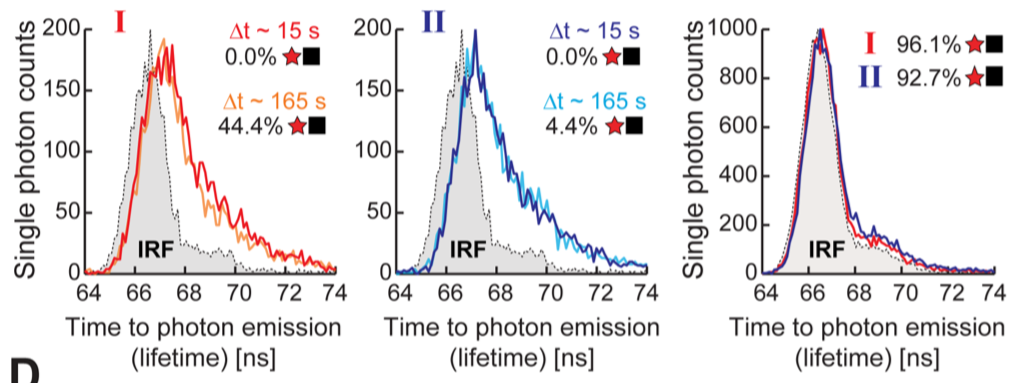 I
Δt ~ 15 s
0.0% ★■
Δt ~ 165 s
44.4% ★■
IRF
Single photon counts
200
150
100
50
0
64 66 68 70 72 74
Time to photon emission
(lifetime) [ns]
II
Δt ~ 15 s
0.0% ★■
Δt ~ 165 s
4.4% ★■
IRF
Single photon counts
200
150
100
50
0
64 66 68 70 72 74
Time to photon emission
(lifetime) [ns]
I 96.1% ★■
II 92.7% ★■
IRF
Single photon counts
1000
800
600
400
200
0
64 66 68 70 72 74
Time to photon emission
(lifetime) [ns]
D